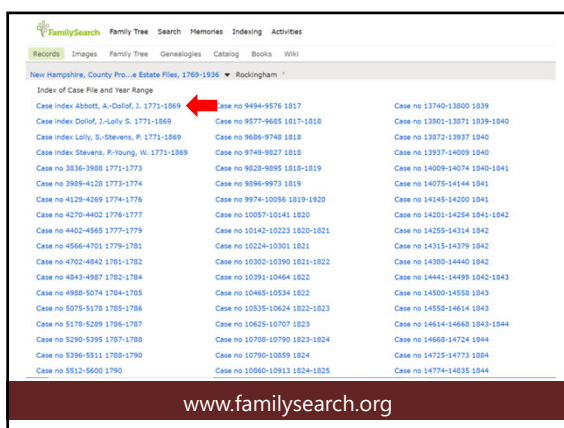 FamilySearch Family Tree Search Memories Indexing Activities
Records Images Family Tree Genealogies Catalog Books Wiki
New Hampshire, County Pro...e Estate Files, 1769-1936 Rockingham
Index of Case File and Year Range
Case index Abbott, A.-Dollof, J. 1771-1869
Case index Dollof, J.-Lolly S. 1771-1869
Case index Lolly, S.-Stevens, P. 1771-1869
Case index Stevens, P.-Young, W. 1771-1869
Case no 3836-3988 1771-1773
Case no 3989-4128 1773-1774
Case no 4129-4269 1774-1776
Case no 4270-4402 1776-1777
Case no 4402-4565 1777-1779
Case no 4566-4701 1779-1781
Case no 4702-4842 1781-1782
Case no 4843-4987 1782-1784
Case no 4988-5074 1784-1785
Case no 5075-5178 1785-1786
Case no 5178-5289 1786-1787
Case no 5290-5395 1787-1788
Case no 5396-5511 1788-1790
Case no 5512-5600 1790
Case no 9494-9576 1817
Case no 9577-9685 1817-1818
Case no 9686-9748 1818
Case no 9749-9827 1818
Case no 9828-9895 1818-1819
Case no 9896-9973 1819
Case no 9974-10056 1819-1920
Case no 10057-10141 1820
Case no 10142-10223 1820-1821
Case no 10224-10301 1821
Case no 10302-10390 1821-1822
Case no 10391-10464 1822
Case no 10465-10534 1822
Case no 10535-10624 1822-1823
Case no 10625-10707 1823
Case no 10708-10790 1823-1824
Case no 10790-10859 1824
Case no 10860-10913 1824-1825
Case no 13740-13800 1839
Case no 13801-13871 1839-1840
Case no 13872-13937 1840
Case no 13937-14009 1840
Case no 14009-14074 1840-1841
Case no 14075-14144 1841
Case no 14145-14200 1841
Case no 14201-14254 1841-1842
Case no 14255-14314 1842
Case no 14315-14379 1842
Case no 14380-14440 1842
Case no 14441-14499 1842-1843
Case no 14500-14558 1843
Case no 14558-14614 1843
Case no 14614-14668 1843-1844
Case no 14668-14724 1844
Case no 14725-14773 1884
Case no 14774-14835 1844
www.familysearch.org